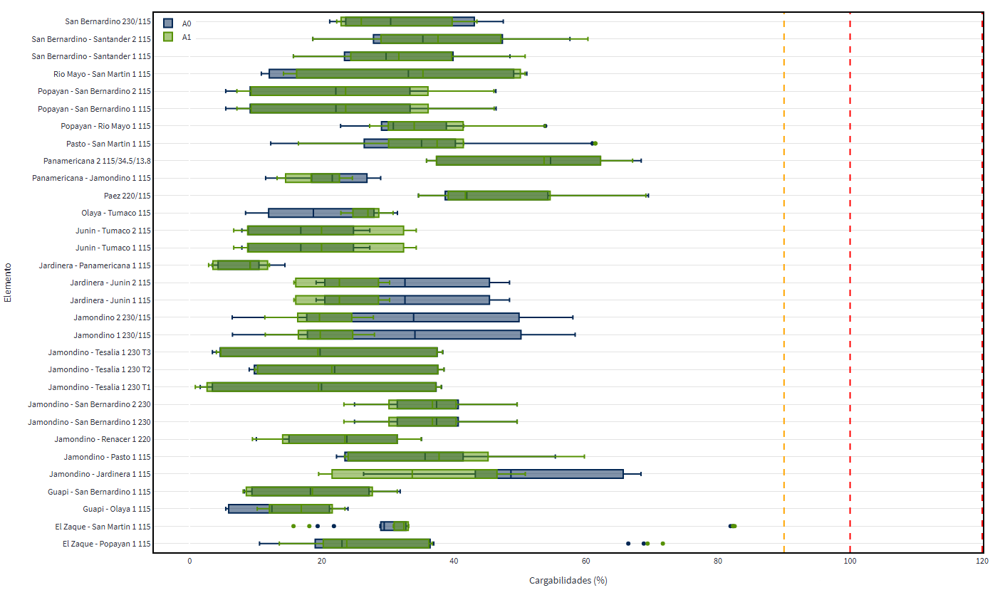 A0
A1
San Bernardino 230/115
San Bernardino - Santander 2 115
San Bernardino - Santander 1 115
Rio Mayo - San Martin 1 115
Popayan - San Bernardino 2 115
Popayan - San Bernardino 1 115
Popayan - Rio Mayo 1 115
Pasto - San Martin 1 115
Panamericana 2 115/34.5/13.8
Panamericana - Jamondino 1 115
Paez 220/115
Olaya - Tumaco 115
Junin - Tumaco 2 115
Junin - Tumaco 1 115
Jardinera - Panamericana 1 115
Jardinera - Junin 2 115
Jardinera - Junin 1 115
Jamondino 2 230/115
Jamondino 1 230/115
Jamondino - Tesalia 1 230 T3
Jamondino - Tesalia 1 230 T2
Jamondino - Tesalia 1 230 T1
Jamondino - San Bernardino 2 230
Jamondino - San Bernardino 1 230
Jamondino - Renacer 1 220
Jamondino - Pasto 1 115
Jamondino - Jardinera 1 115
Guapi - San Bernardino 1 115
Guapi - Olaya 1 115
El Zaque - San Martin 1 115
El Zaque - Popayan 1 115
Elemento
0 20 40 60 80 100 120
Cargabilidades (%)